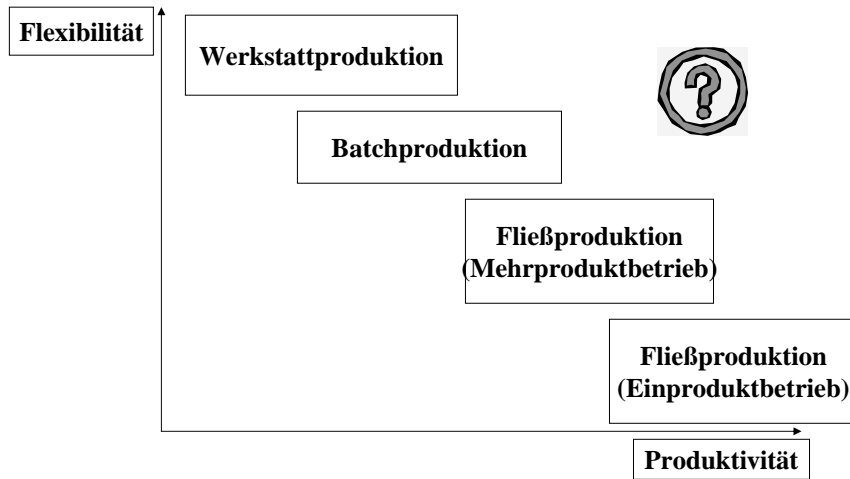 Flexibilität
Werkstattproduktion
?
Batchproduktion
Fließproduktion
(Mehrproduktbetrieb)
Fließproduktion
(Einproduktbetrieb)
Produktivität